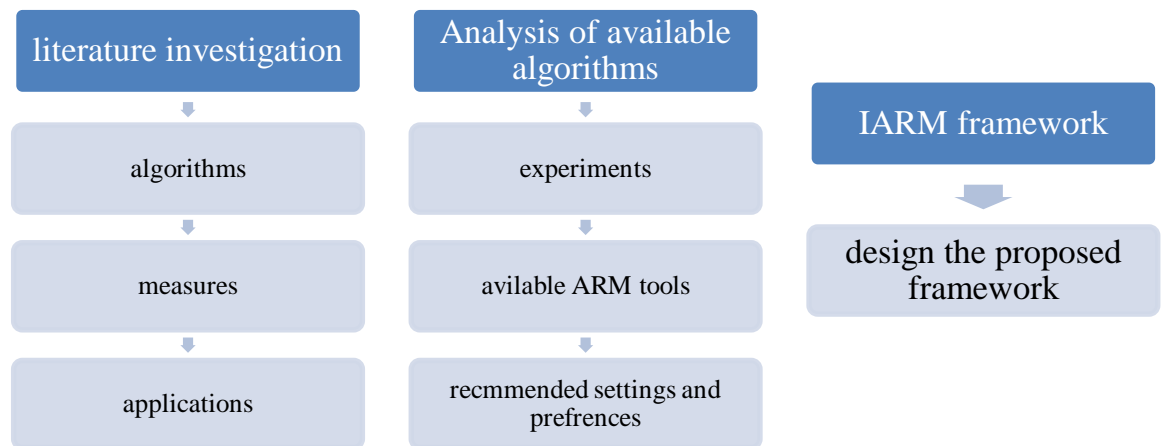 literature investigation
algorithms
measures
applications
Analysis of available
algorithms
experiments
avilable ARM tools
recmmended settings and
prefrences
IARM framework
design the proposed
framework